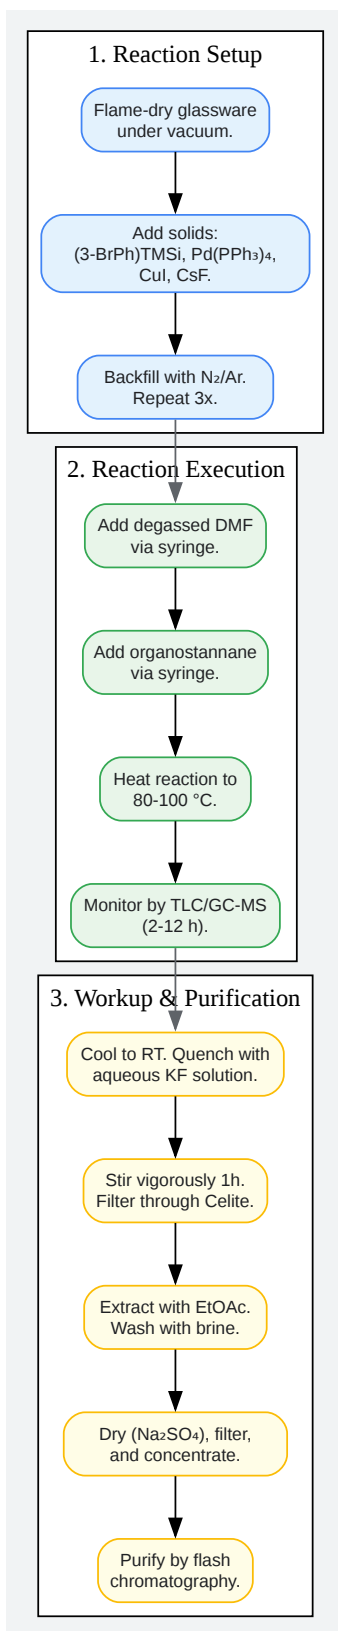 1. Reaction Setup
Flame-dry glassware
under vacuum.
Add solids:
(3-BrPh)TMSi, Pd(PPh₃)₄,
CuI, CsF.
Backfill with N₂/Ar.
Repeat 3x.
2. Reaction Execution
Add degassed DMF
via syringe.
Add organostannane
via syringe.
Heat reaction to
80-100 °C.
Monitor by TLC/GC-MS
(2-12 h).
3. Workup & Purification
Cool to RT. Quench with
aqueous KF solution.
Stir vigorously 1h.
Filter through Celite.
Extract with EtOAc.
Wash with brine.
Dry (Na₂SO₄), filter,
and concentrate.
Purify by flash
chromatography.